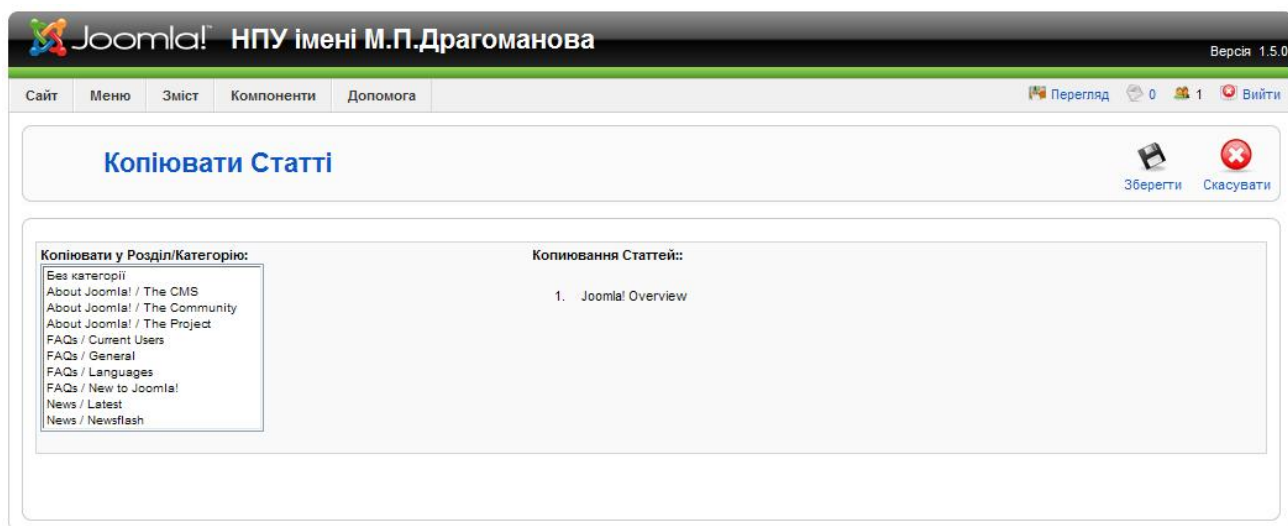 Joomla!™ НПУ імені М.П.Драгоманова
Версія 1.5.0
Сайт Меню Зміст Компоненти Допомога Перегляд 0 1 Вийти
Копіювати Статті
Зберегти Скасувати
Копіювати у Розділ/Категорію:
Без категорії
About Joomla! / The CMS
About Joomla! / The Community
About Joomla! / The Project
FAQs / Current Users
FAQs / General
FAQs / Languages
FAQs / New to Joomla!
News / Latest
News / Newsflash
Копиювання Статтей::
1. Joomla! Overview